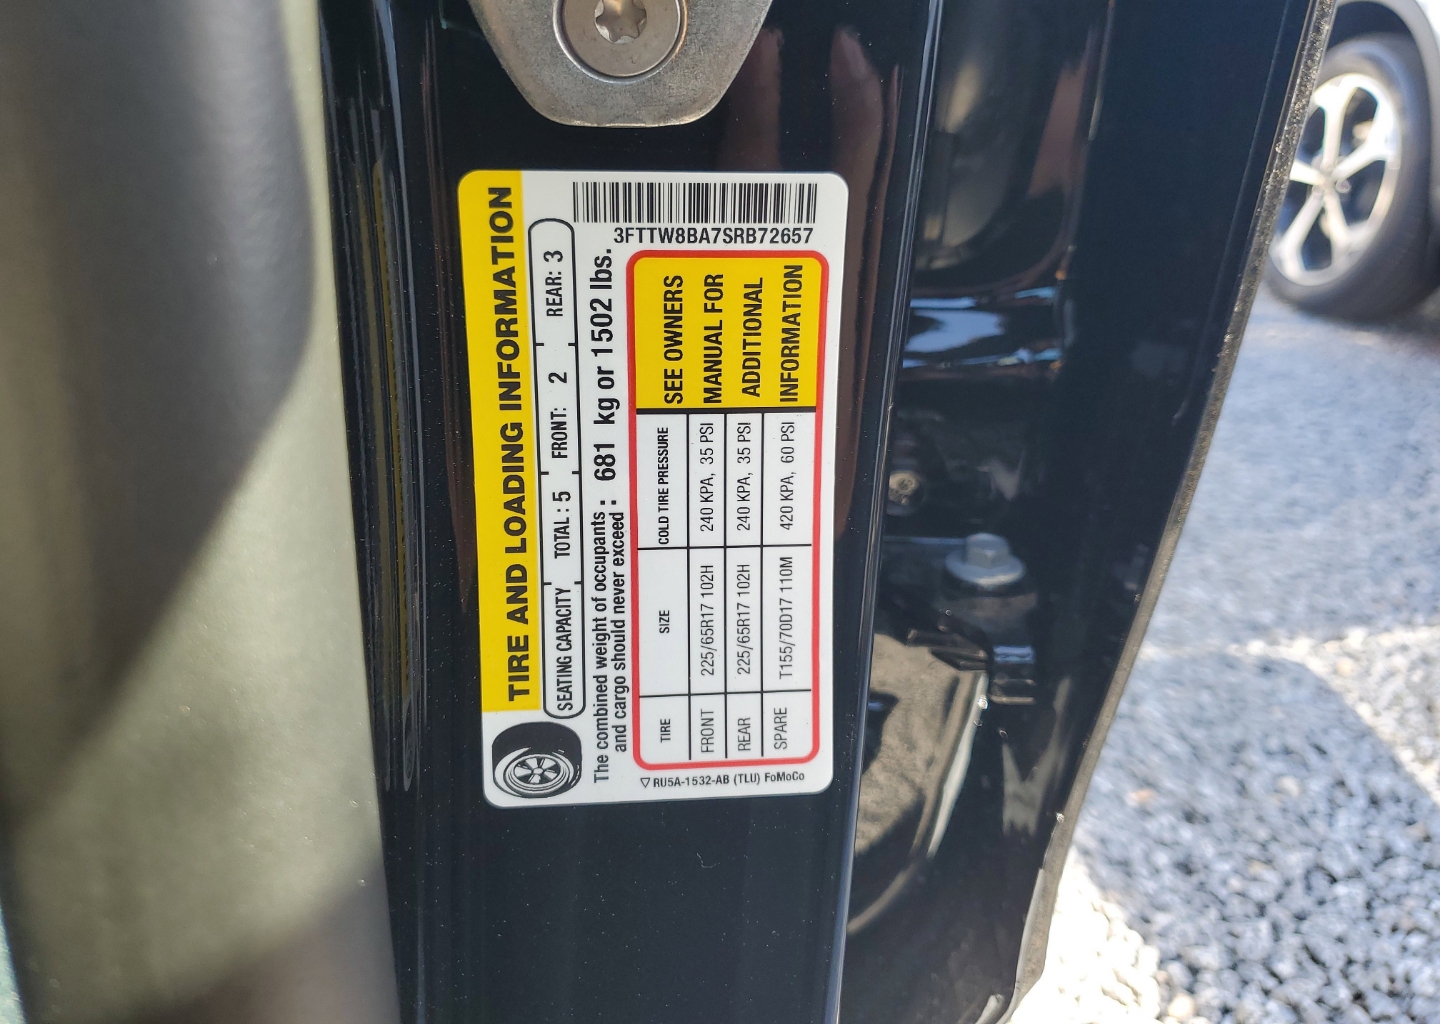 3FTTW8BA7SRB72657
TIRE AND LOADING INFORMATION
SEATING CAPACITY TOTAL : 5 FRONT: 2 REAR: 3
The combined weight of occupants
and cargo should never exceed : 681 kg or 1502 lbs.
TIRE SIZE COLD TIRE PRESSURE
FRONT 225/65R17 102H 240 KPA, 35 PSI
REAR 225/65R17 102H 240 KPA, 35 PSI
SPARE T155/70D17 110M 420 KPA, 60 PSI
SEE OWNERS
MANUAL FOR
ADDITIONAL
INFORMATION
RU5A-1532-AB (TLU) FoMoCo